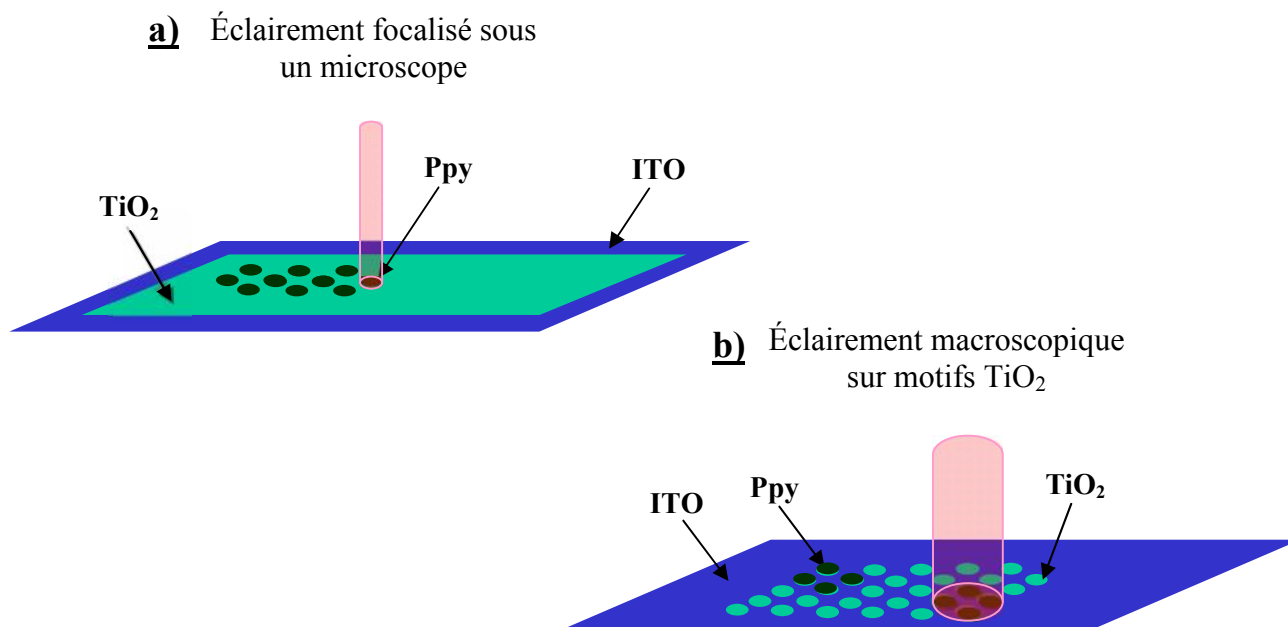 a) Éclairement focalisé sous
un microscope
Ppy
ITO
TiO₂
b) Éclairement macroscopique
sur motifs TiO₂
ITO
Ppy
TiO₂